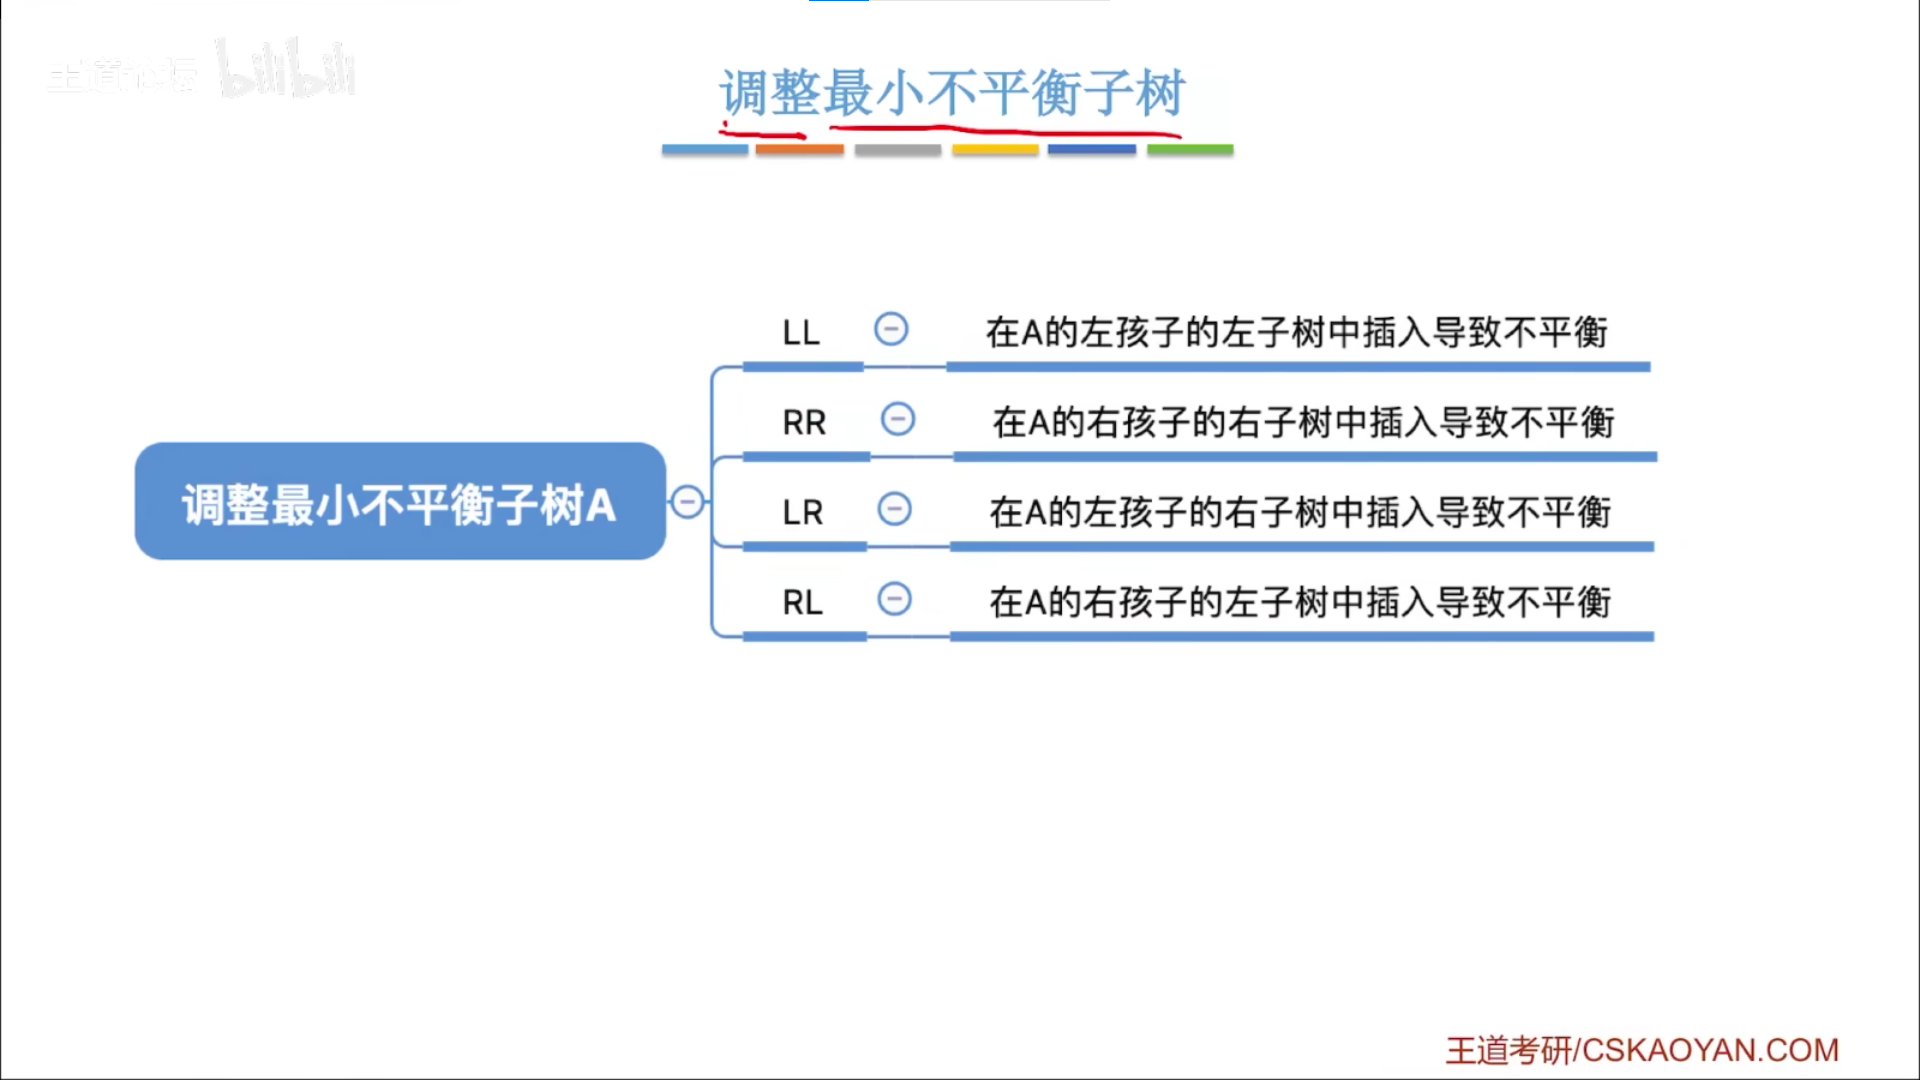 王道论坛 bilibili
调整最小不平衡子树
LL 在A的左孩子的左子树中插入导致不平衡
RR 在A的右孩子的右子树中插入导致不平衡
调整最小不平衡子树A
LR 在A的左孩子的右子树中插入导致不平衡
RL 在A的右孩子的左子树中插入导致不平衡
王道考研/CSKAOYAN.COM